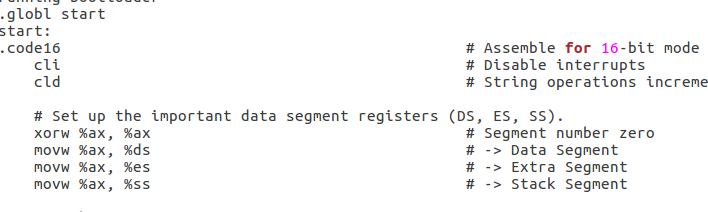 .globl start
start:
.code16 # Assemble for 16-bit mode
cli # Disable interrupts
cld # String operations increme
# Set up the important data segment registers (DS, ES, SS).
xorw %ax, %ax # Segment number zero
movw %ax, %ds # -> Data Segment
movw %ax, %es # -> Extra Segment
movw %ax, %ss # -> Stack Segment